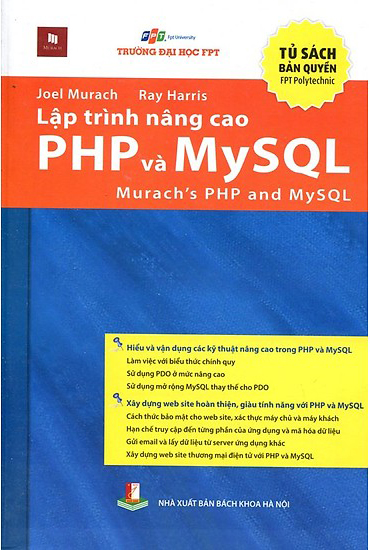 MURACH
FPT Fpt University
TRƯỜNG ĐẠI HỌC FPT
TỦ SÁCH
BẢN QUYỀN
FPT Polytechnic
Joel Murach Ray Harris
Lập trình nâng cao
PHP và MySQL
Murach's PHP and MySQL
Hiểu và vận dụng các kỹ thuật nâng cao trong PHP và MySQL
Làm việc với biểu thức chính quy
Sử dụng PDO ở mức nâng cao
Sử dụng mở rộng MySQL thay thế cho PDO
Xây dựng web site hoàn thiện, giàu tính năng với PHP và MySQL
Cách thức bảo mật cho web site, xác thực máy chủ và máy khách
Hạn chế truy cập đến từng phần của ứng dụng và mã hóa dữ liệu
Gửi email và lấy dữ liệu từ server ứng dụng khác
Xây dựng web site thương mại điện tử với PHP và MySQL
NHÀ XUẤT BẢN BÁCH KHOA HÀ NỘI